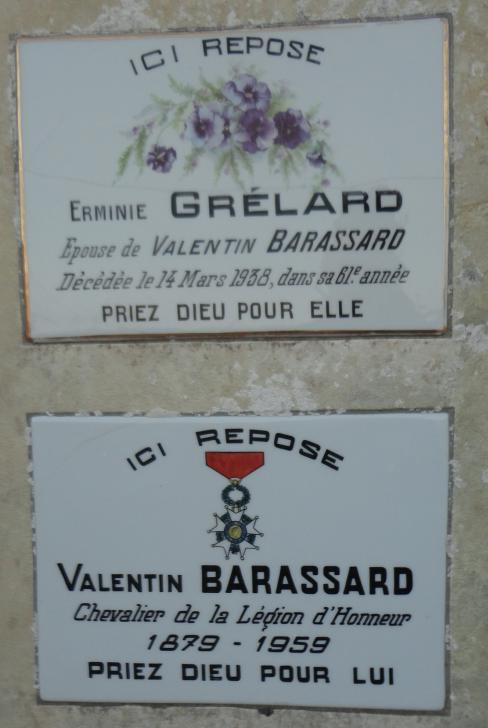 ICI REPOSE
ERMINIE GRÉLARD
Epouse de VALENTIN BARASSARD
Décédée le 14 Mars 1938, dans sa 61e année
PRIEZ DIEU POUR ELLE
ICI REPOSE
VALENTIN BARASSARD
Chevalier de la Légion d'Honneur
1879 - 1959
PRIEZ DIEU POUR LUI